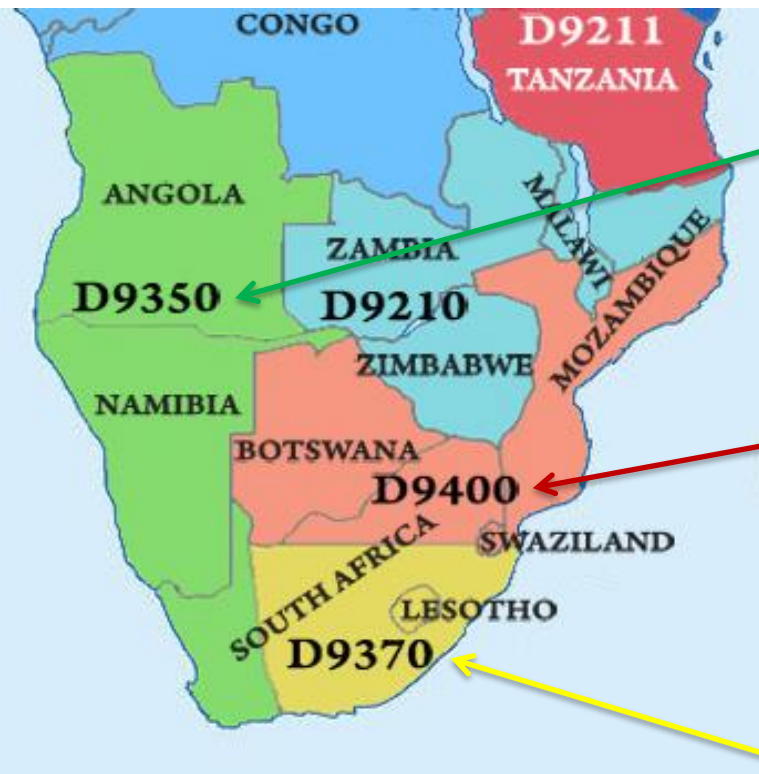 CONGO
D9211
TANZANIA
ANGOLA
MALAWI
ZAMBIA
MOZAMBIQUE
D9350
D9210
ZIMBABWE
NAMIBIA
BOTSWANA
D9400
SWAZILAND
SOUTH AFRICA
LESOTHO
D9370